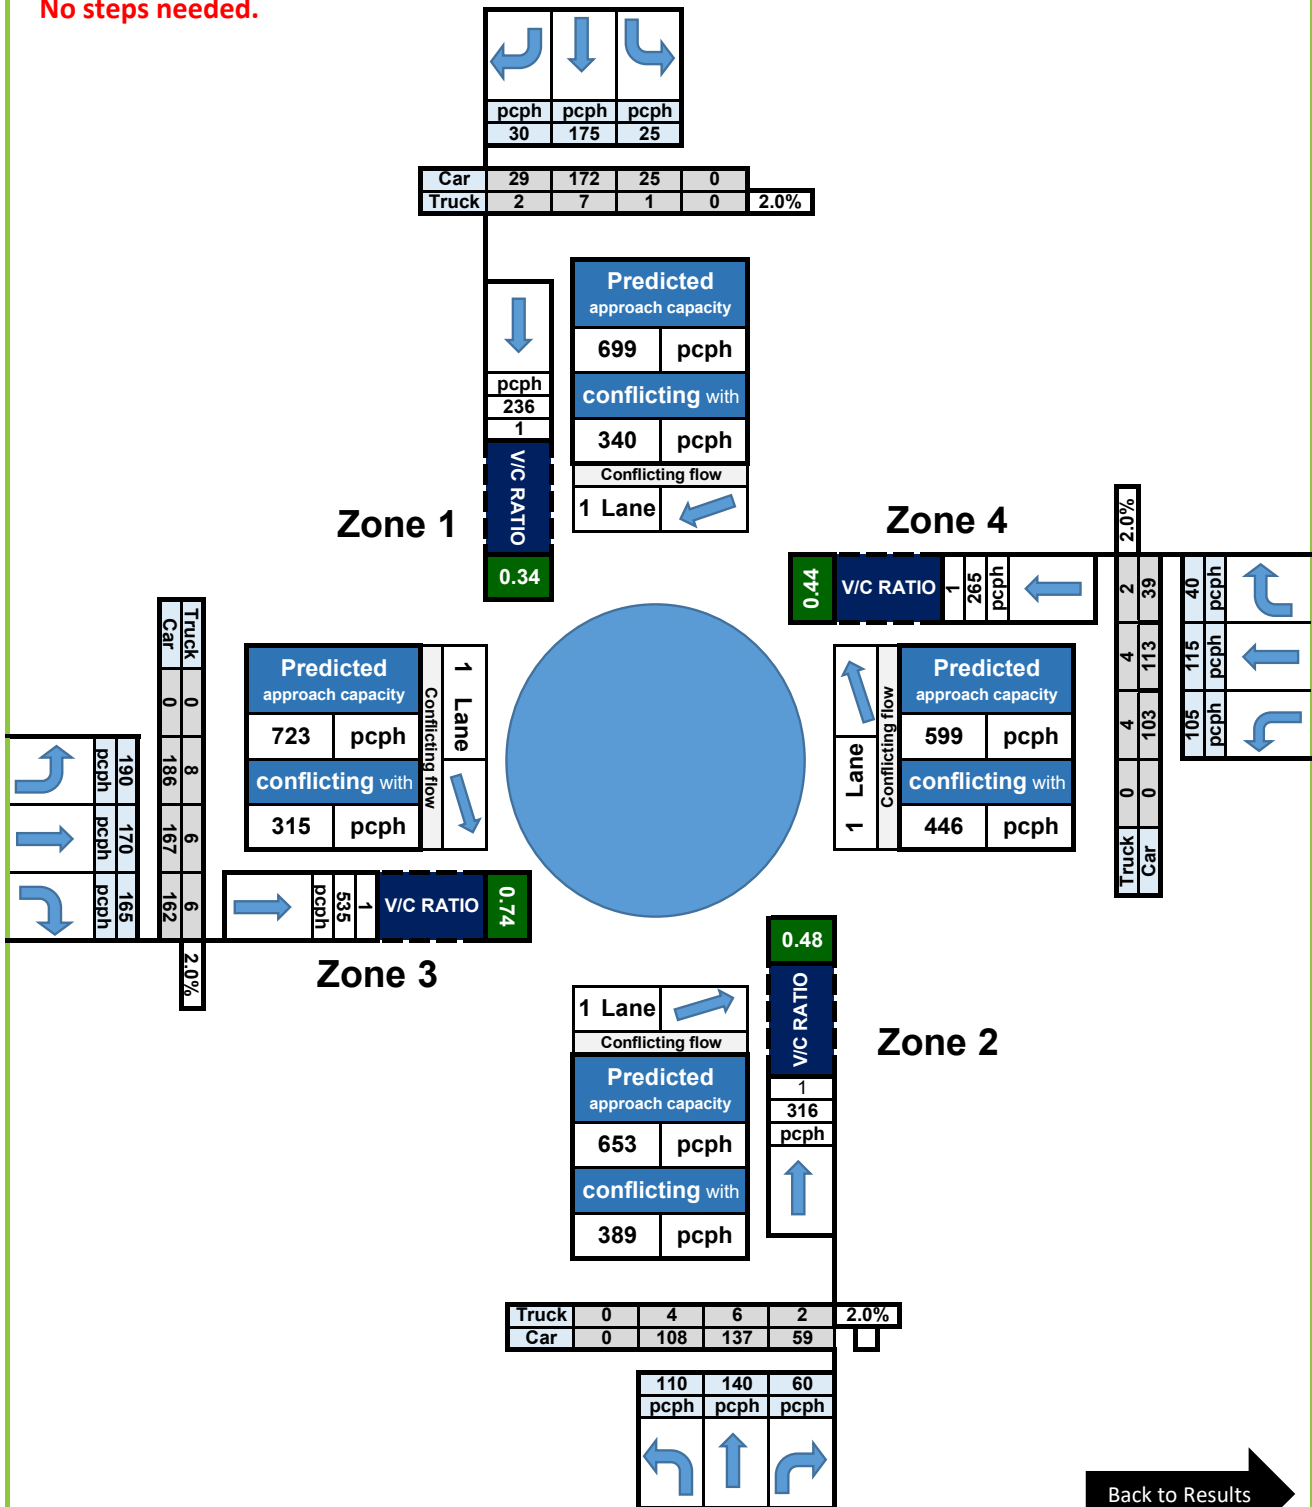 No steps needed.
pcph pcph pcph
30 175 25
Car 29 172 25 0
Truck 2 7 1 0 2.0%
Predicted
approach capacity
699 pcph
conflicting with
340 pcph
Conflicting flow
1 Lane
pcph
236
1
V/C RATIO
0.34
Zone 1
Zone 4
2.0%
0.44 V/C RATIO 1 265 pcph
2 39 40 pcph
4 113 115 pcph
4 103 105 pcph
0 0
Truck Car
1 Lane
Conflicting flow
Predicted
approach capacity
599 pcph
conflicting with
446 pcph
Car Truck
0 0
pcph 190 186 8
pcph 170 167 6
pcph 165 162 6
2.0%
Predicted
approach capacity
723 pcph
conflicting with
315 pcph
Conflicting flow
1 Lane
pcph 535 1 V/C RATIO 0.74
Zone 3
0.48
V/C RATIO
1
316
pcph
Zone 2
1 Lane
Conflicting flow
Predicted
approach capacity
653 pcph
conflicting with
389 pcph
Truck 0 4 6 2 2.0%
Car 0 108 137 59
110 140 60
pcph pcph pcph
Back to Results